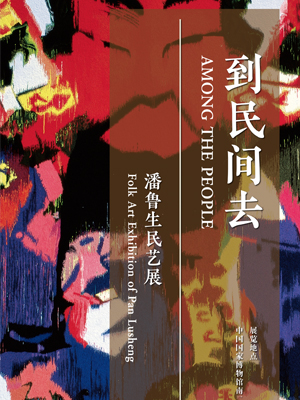 到民间去
AMONG THE PEOPLE
潘鲁生民艺展
Folk Art Exhibition of Pan Lusheng
展览地点
中国国家博物馆南